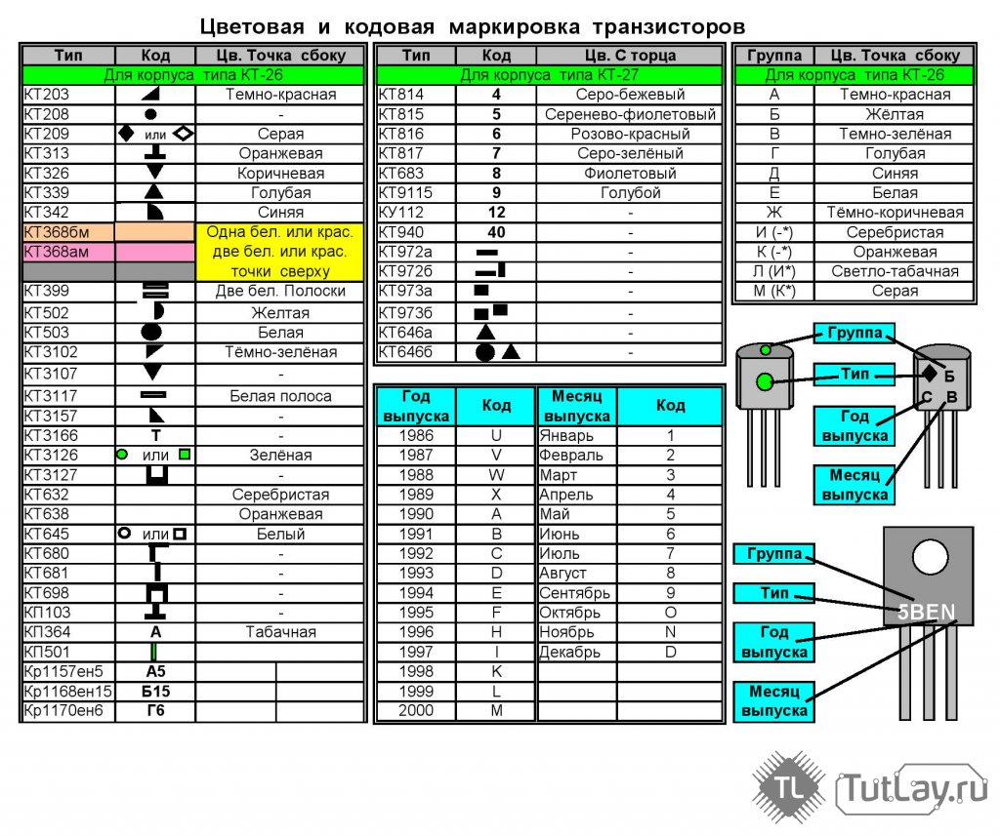 Цветовая и кодовая маркировка транзисторов
Тип Код Цв. Точка сбоку
Для корпуса типа КТ-26
КТ203 Темно-красная
КТ208 -
КТ209 или Серая
КТ313 Оранжевая
КТ326 Коричневая
КТ339 Голубая
КТ342 Синяя
КТ368бм Одна бел. или крас.
КТ368ам две бел. или крас.
точки сверху
КТ399 Две бел. Полоски
КТ502 Желтая
КТ503 Белая
КТ3102 Тёмно-зелёная
КТ3107 -
КТ3117 Белая полоса
КТ3157 -
КТ3166 Т -
КТ3126 или Зелёная
КТ3127 -
КТ632 Серебристая
КТ638 Оранжевая
КТ645 или Белый
КТ680 -
КТ681 -
КТ698 -
КП103 -
КП364 А Табачная
КП501
Кр1157ен5 А5
Кр1168ен15 Б15
Кр1170ен6 Г6
Тип Код Цв. С торца
Для корпуса типа КТ-27
КТ814 4 Серо-бежевый
КТ815 5 Серенево-фиолетовый
КТ816 6 Розово-красный
КТ817 7 Серо-зелёный
КТ683 8 Фиолетовый
КТ9115 9 Голубой
КУ112 12 -
КТ940 40 -
КТ972а -
КТ972б -
КТ973а -
КТ973б -
КТ646а -
КТ646б -
Год выпуска Код Месяц выпуска Код
1986 U Январь 1
1987 V Февраль 2
1988 W Март 3
1989 X Апрель 4
1990 A Май 5
1991 B Июнь 6
1992 C Июль 7
1993 D Август 8
1994 E Сентябрь 9
1995 F Октябрь O
1996 H Ноябрь N
1997 I Декабрь D
1998 K
1999 L
2000 M
Группа Цв. Точка сбоку
Для корпуса типа КТ-26
А Темно-красная
Б Жёлтая
В Темно-зелёная
Г Голубая
Д Синяя
Е Белая
Ж Тёмно-коричневая
И (-*) Серебристая
К (-*) Оранжевая
Л (И*) Светло-табачная
М (К*) Серая
Группа
Тип
Год
выпуска
Месяц
выпуска
Б
С В
Группа
Тип
Год
выпуска
Месяц
выпуска
5BEN
TL TutLay.ru